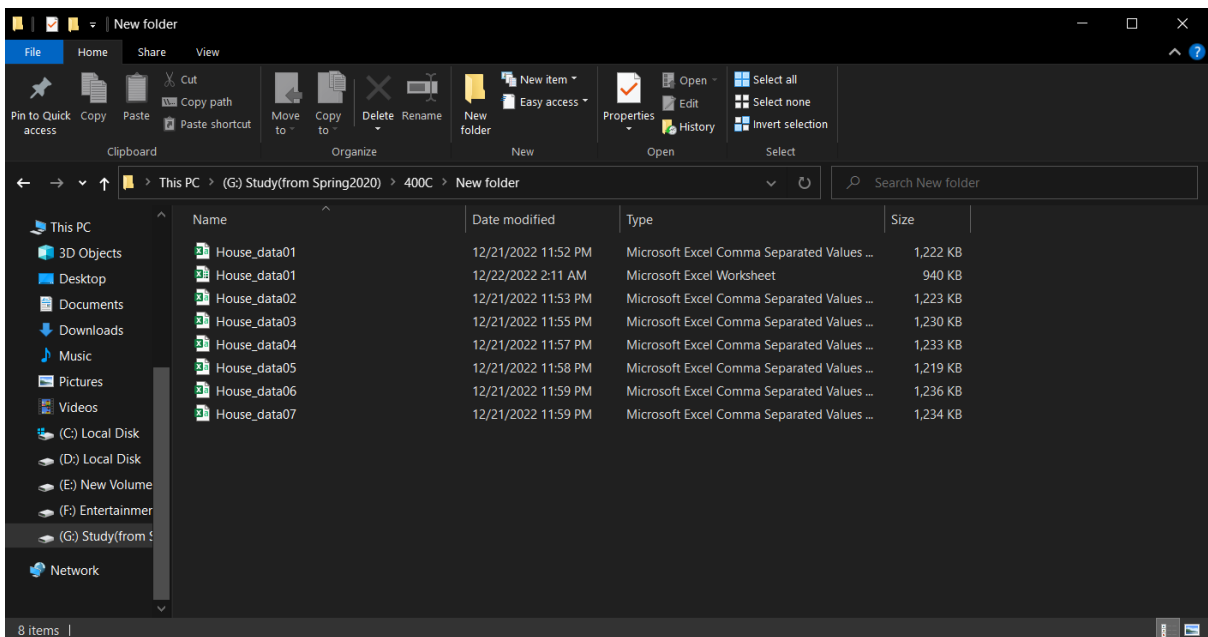 New folder
File Home Share View
Pin to Quick access Copy Paste Cut Copy path Paste shortcut Move to Copy to Delete Rename New folder New item Easy access Properties Open Edit History Select all Select none Invert selection
Clipboard Organize New Open Select
This PC > (G:) Study(from Spring2020) > 400C > New folder Search New folder
Name Date modified Type Size
This PC
3D Objects
Desktop
Documents
Downloads
Music
Pictures
Videos
(C:) Local Disk
(D:) Local Disk
(E:) New Volume
(F:) Entertainmer
(G:) Study(from S
Network
House_data01 12/21/2022 11:52 PM Microsoft Excel Comma Separated Values ... 1,222 KB
House_data01 12/22/2022 2:11 AM Microsoft Excel Worksheet 940 KB
House_data02 12/21/2022 11:53 PM Microsoft Excel Comma Separated Values ... 1,223 KB
House_data03 12/21/2022 11:55 PM Microsoft Excel Comma Separated Values ... 1,230 KB
House_data04 12/21/2022 11:57 PM Microsoft Excel Comma Separated Values ... 1,233 KB
House_data05 12/21/2022 11:58 PM Microsoft Excel Comma Separated Values ... 1,219 KB
House_data06 12/21/2022 11:59 PM Microsoft Excel Comma Separated Values ... 1,236 KB
House_data07 12/21/2022 11:59 PM Microsoft Excel Comma Separated Values ... 1,234 KB
8 items